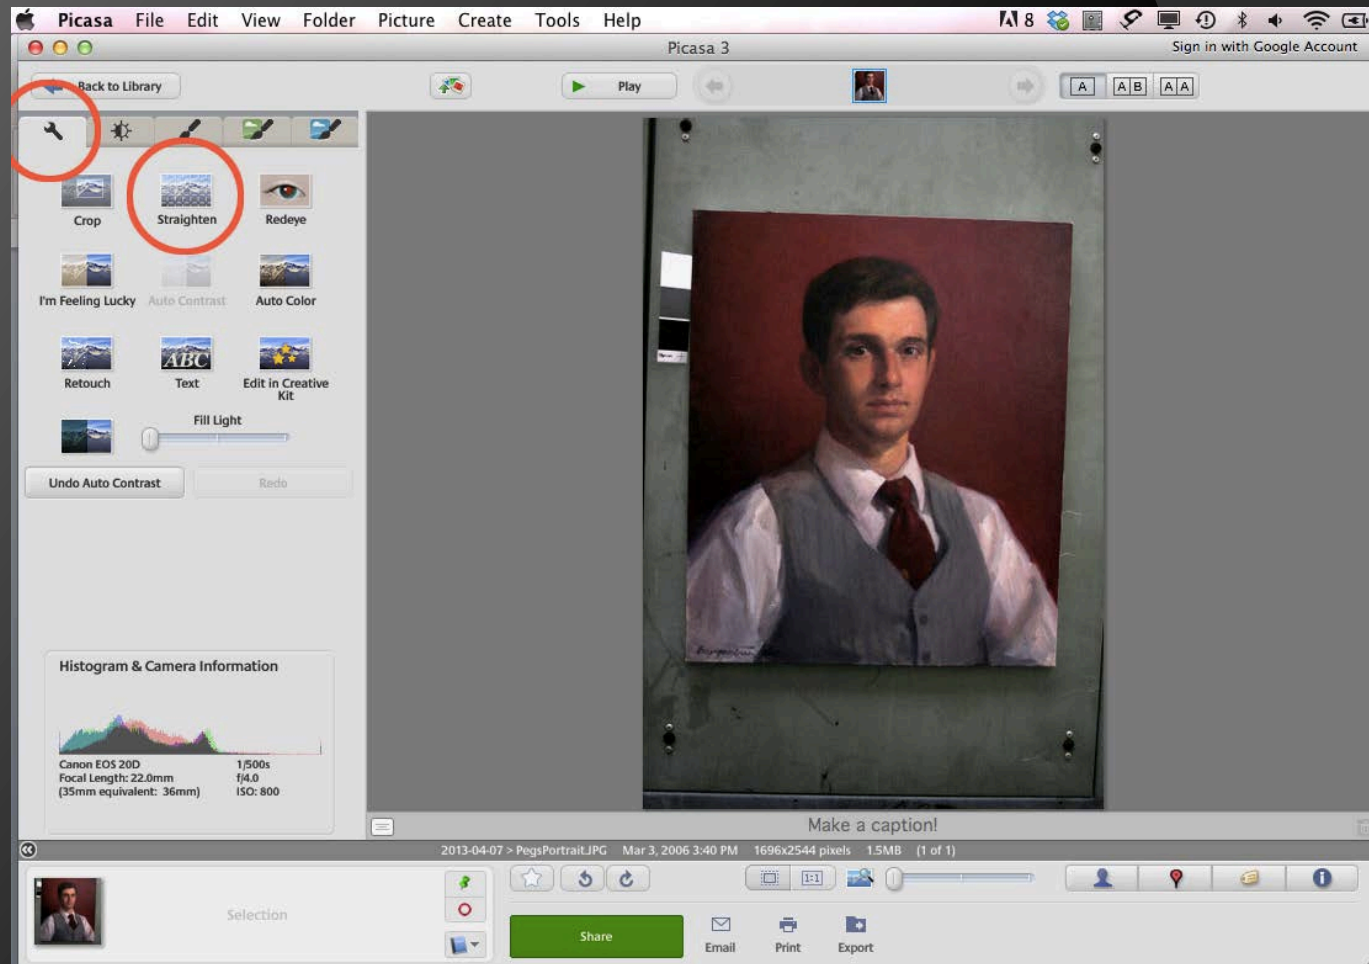 Picasa File Edit View Folder Picture Create Tools Help
8
Picasa 3
Sign in with Google Account
Back to Library
Play
A
A B
A A
Crop
Straighten
Redeye
I'm Feeling Lucky
Auto Contrast
Auto Color
Retouch
ABC
Text
Edit in Creative
Kit
Fill Light
Undo Auto Contrast
Redo
Histogram & Camera Information
Canon EOS 20D 1/500s
Focal Length: 22.0mm f/4.0
(35mm equivalent: 36mm) ISO: 800
Make a caption!
2013-04-07 > PegsPortrait.JPG Mar 3, 2006 3:40 PM 1696x2544 pixels 1.5MB (1 of 1)
Selection
1:1
Share
Email
Print
Export